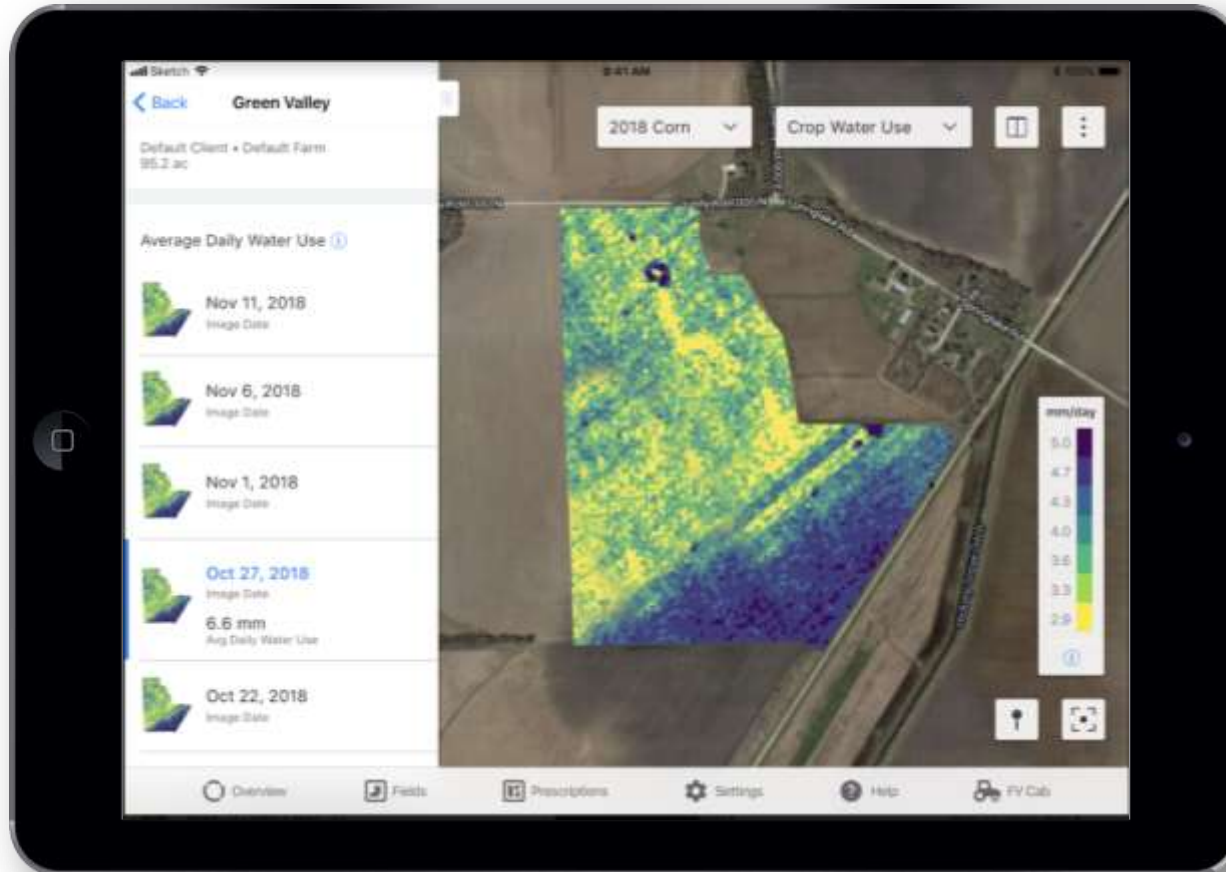 Sketch
9:41 AM
Back
Green Valley
Default Client • Default Farm
95.2 ac
Average Daily Water Use
Nov 11, 2018
Image Date
Nov 6, 2018
Image Date
Nov 1, 2018
Image Date
Oct 27, 2018
Image Date
6.6 mm
Avg Daily Water Use
Oct 22, 2018
Image Date
2018 Corn
Crop Water Use
mm/day
5.0
4.7
4.3
4.0
3.6
3.3
2.9
Overview
Fields
Prescriptions
Settings
Help
FV Cab